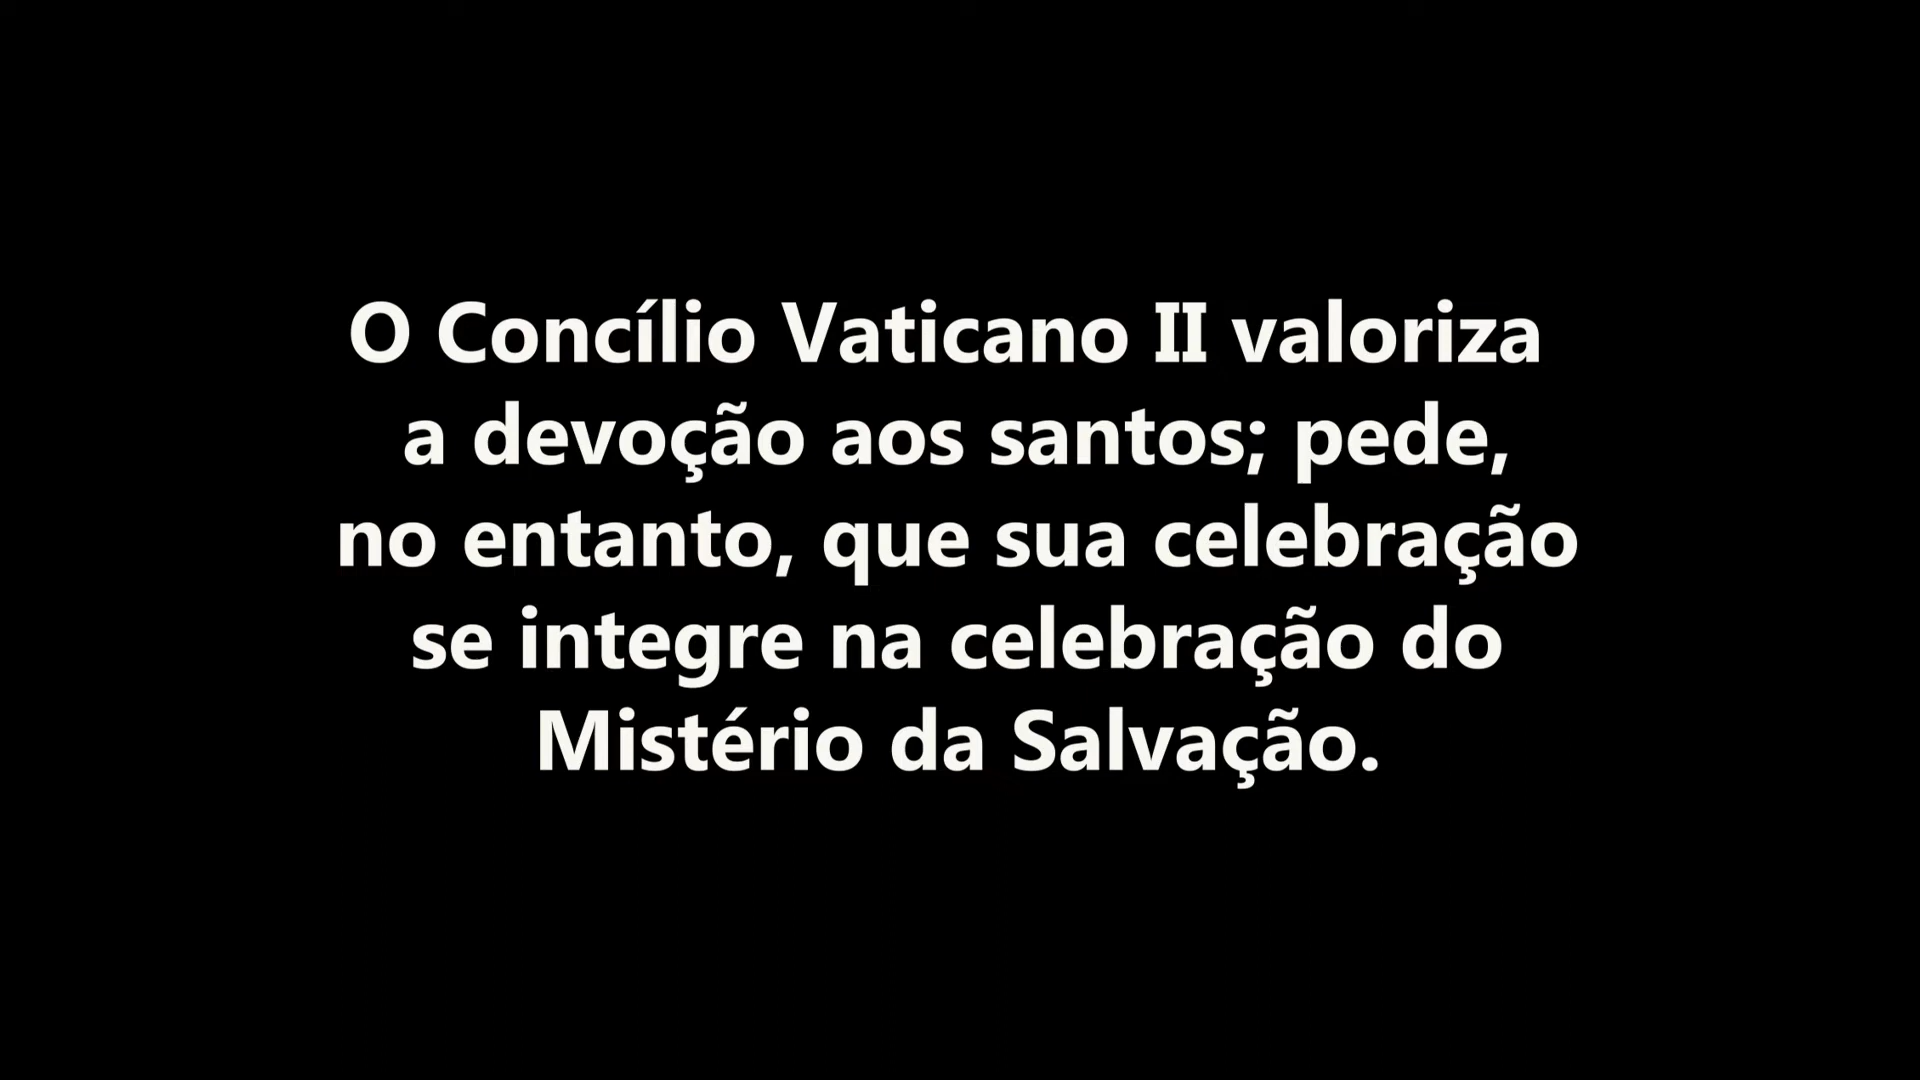 O Concílio Vaticano II valoriza
a devoção aos santos; pede,
no entanto, que sua celebração
se integre na celebração do
Mistério da Salvação.